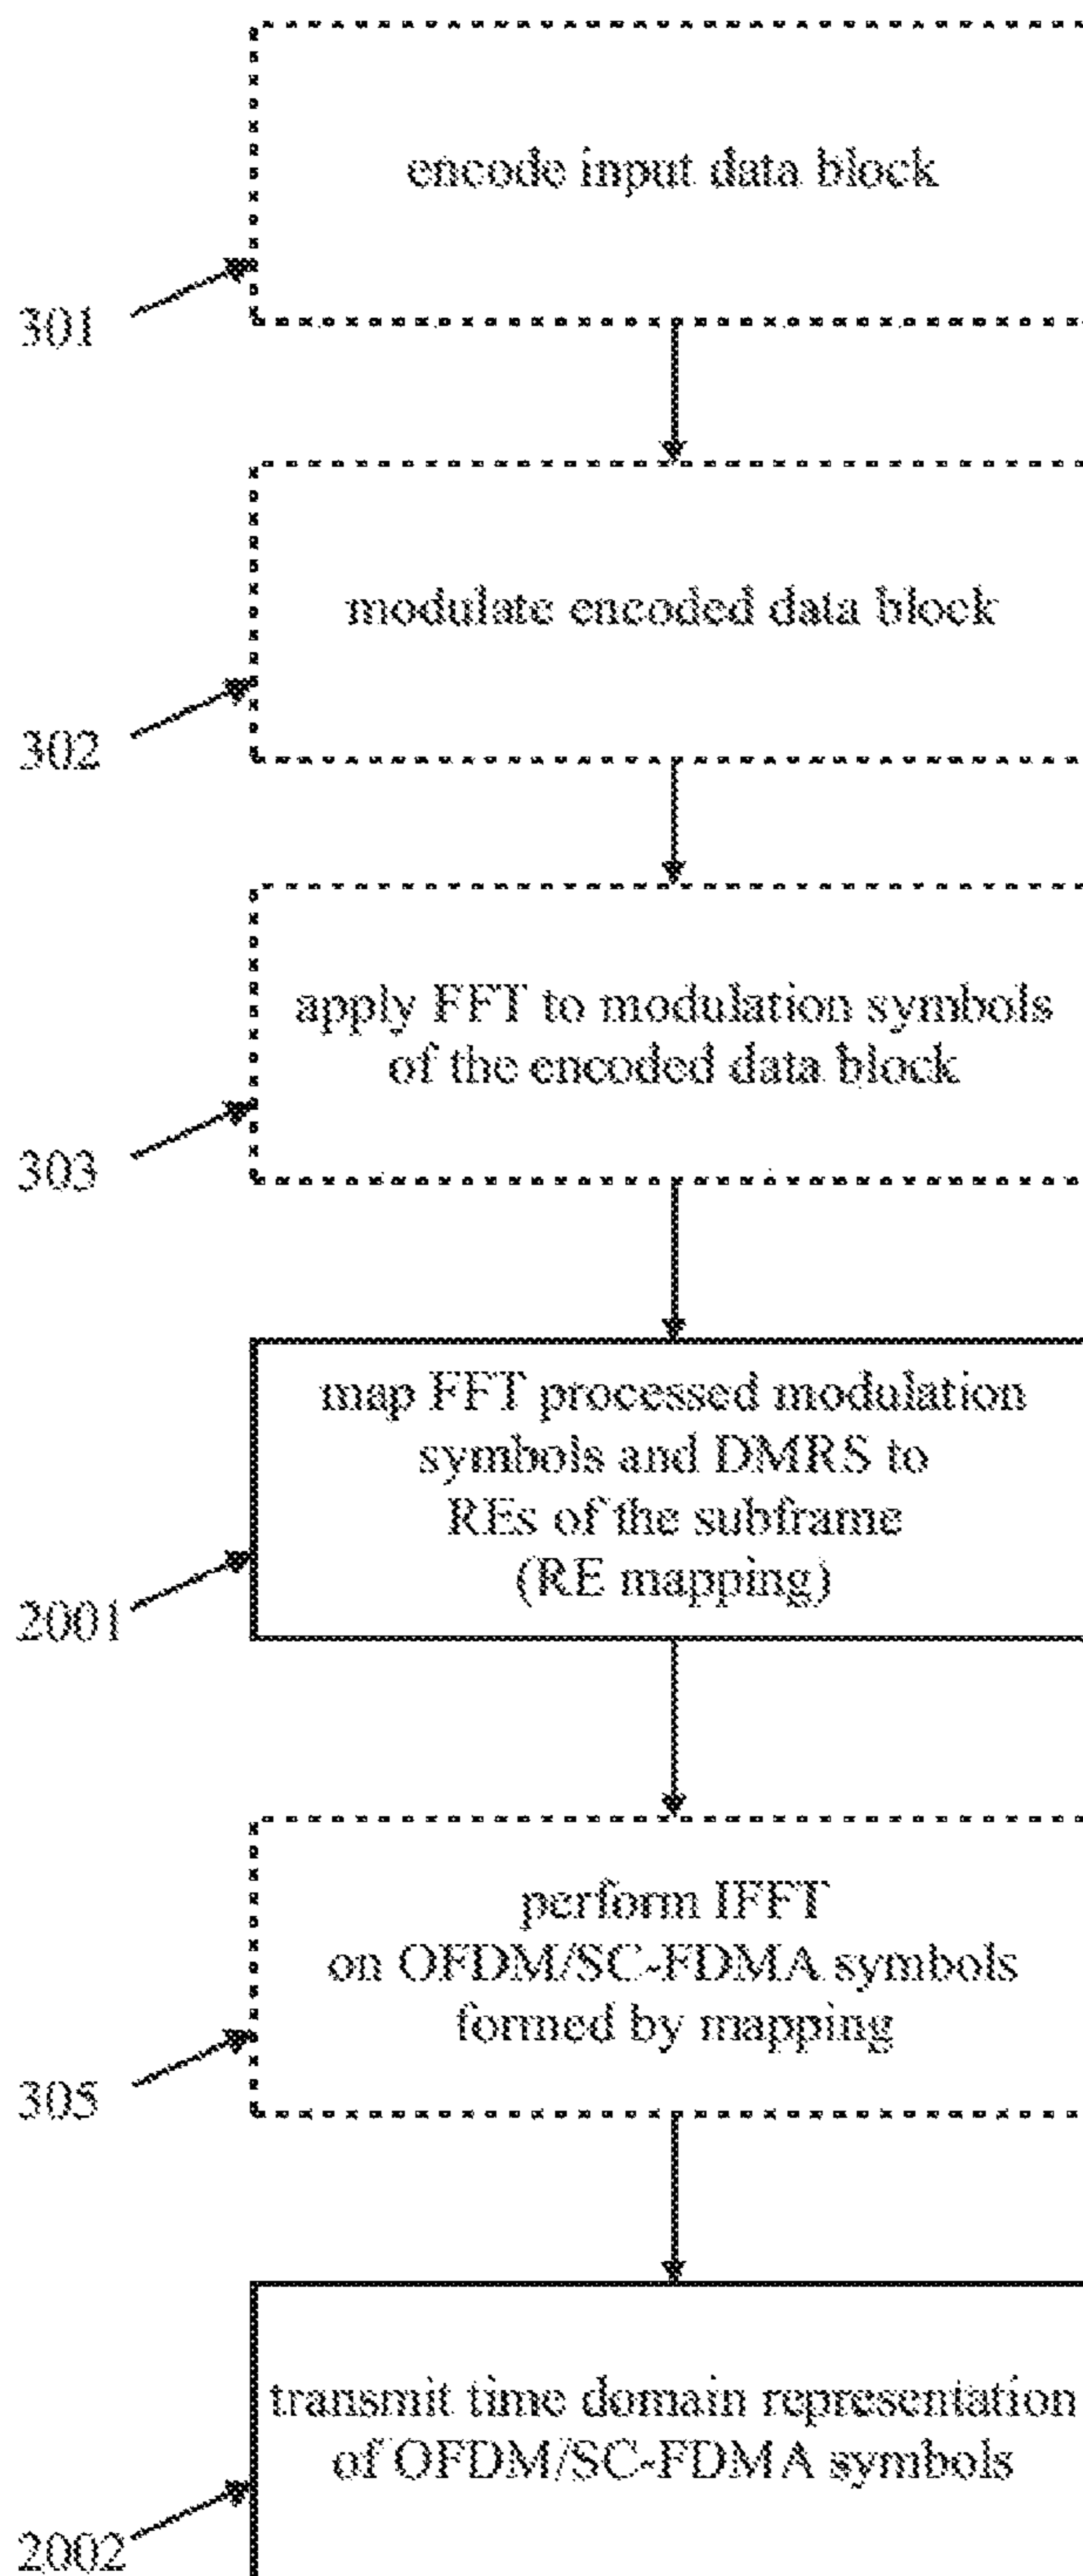 encode input data block
301
modulate encoded data block
302
apply FFT to modulation symbols
of the encoded data block
303
map FFT processed modulation
symbols and DMRS to
REs of the subframe
(RE mapping)
2001
perform IFFT
on OFDM/SC-FDMA symbols
formed by mapping
305
transmit time domain representation
of OFDM/SC-FDMA symbols
2002